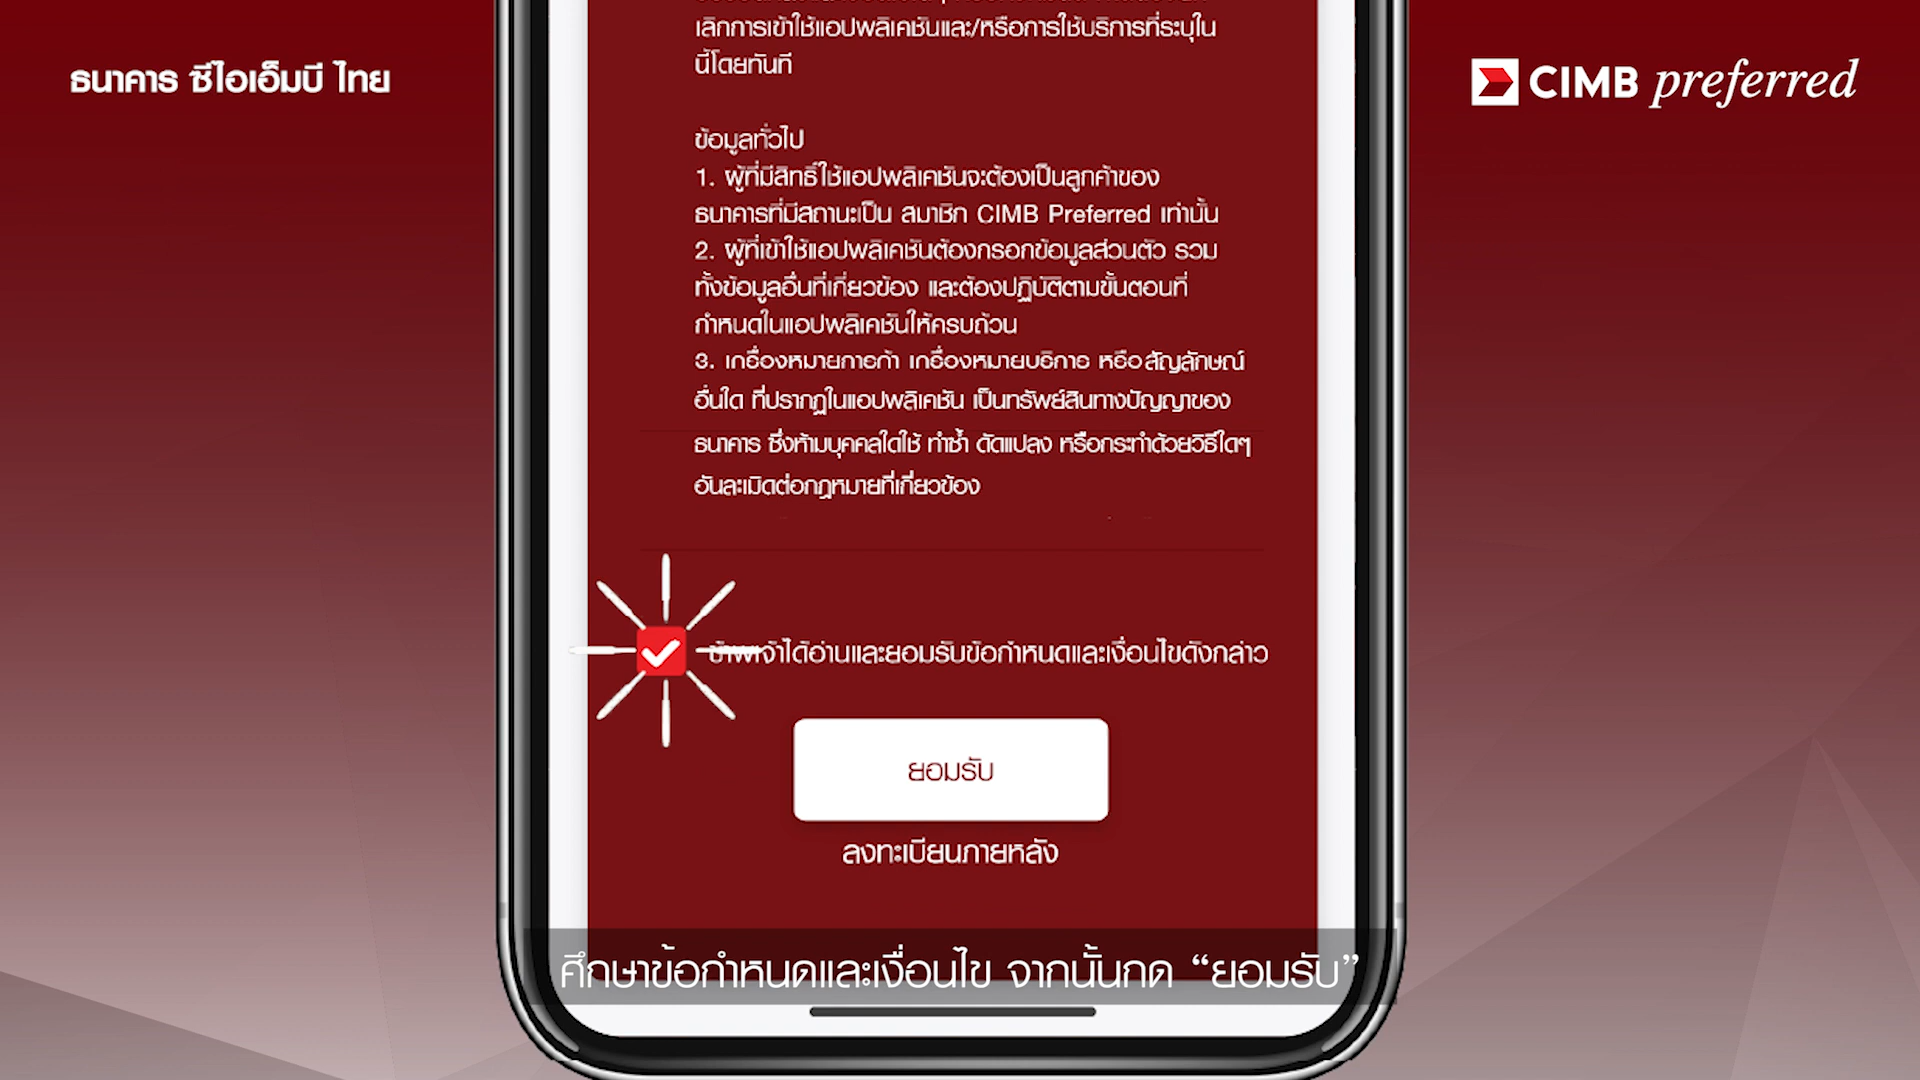 ธนาคาร ซีไอเอ็มบี ไทย
CIMB preferred
เลิกการเข้าใช้แอปพลิเคชันและ/หรือการใช้บริการที่ระบุใน
นี้โดยทันที
ข้อมูลทั่วไป
1. ผู้ที่มีสิทธิ์ใช้แอปพลิเคชันจะต้องเป็นลูกค้าของ
ธนาคารที่มีสถานะเป็น สมาชิก CIMB Preferred เท่านั้น
2. ผู้ที่เข้าใช้แอปพลิเคชันต้องกรอกข้อมูลส่วนตัว รวม
ทั้งข้อมูลอื่นที่เกี่ยวข้อง และต้องปฏิบัติตามขั้นตอนที่
กำหนดในแอปพลิเคชันให้ครบถ้วน
3. เครื่องหมายการค้า เครื่องหมายบริการ หรือสัญลักษณ์
อื่นใด ที่ปรากฏในแอปพลิเคชัน เป็นทรัพย์สินทางปัญญาของ
ธนาคาร ซึ่งห้ามบุคคลใดใช้ ทำซ้ำ ดัดแปลง หรือกระทำด้วยวิธีใดๆ
อันละเมิดต่อกฎหมายที่เกี่ยวข้อง
ข้าพเจ้าได้อ่านและยอมรับข้อกำหนดและเงื่อนไขดังกล่าว
ยอมรับ
ลงทะเบียนภายหลัง
ศึกษาข้อกำหนดและเงื่อนไข จากนั้นกด “ยอมรับ”